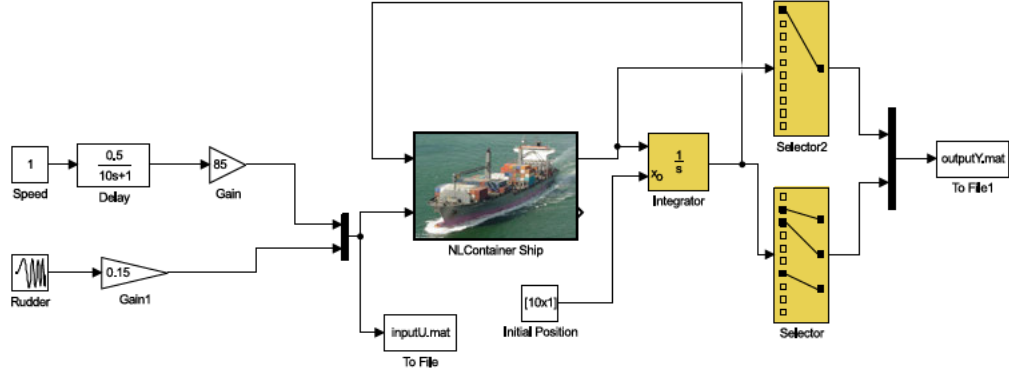 Selector2
1
0.5
10s+1
85
Speed
Delay
Gain
1
s
xo
Integrator
outputY.mat
To File1
NLContainer Ship
0.15
Rudder
Gain1
[10x1]
Initial Position
Selector
inputU.mat
To File